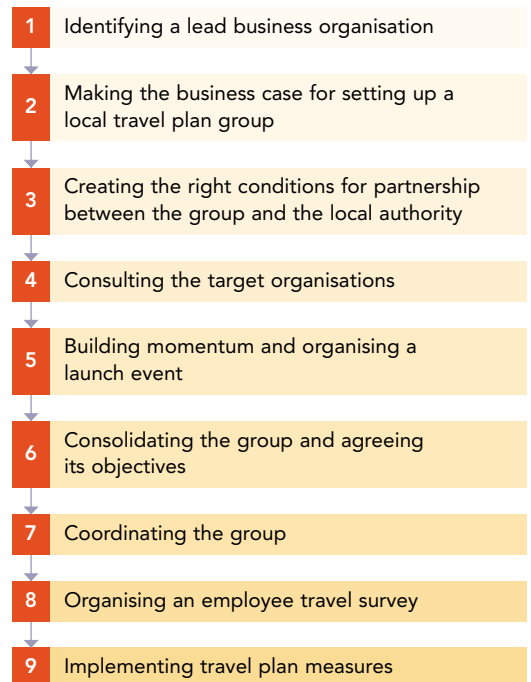 1 Identifying a lead business organisation
2 Making the business case for setting up a
local travel plan group
3 Creating the right conditions for partnership
between the group and the local authority
4 Consulting the target organisations
5 Building momentum and organising a
launch event
6 Consolidating the group and agreeing
its objectives
7 Coordinating the group
8 Organising an employee travel survey
9 Implementing travel plan measures